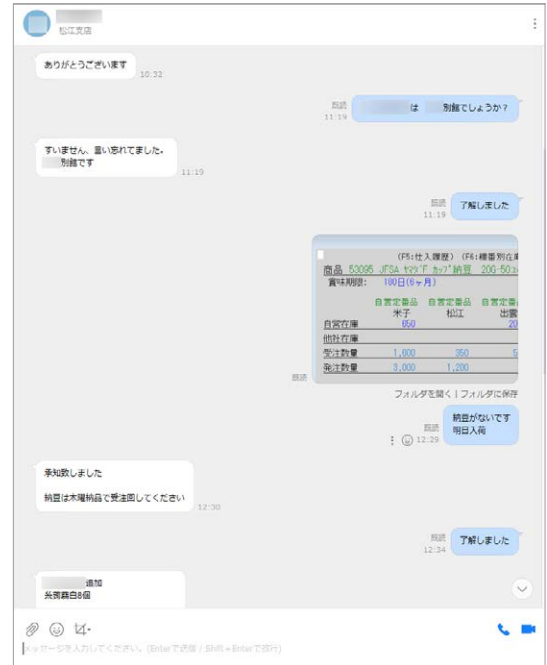 松江支店
ありがとうございます
10:32
は 別館でしょうか？
既読
11:19
すいません、言い忘れてました。
別館です
11:19
了解しました
既読
11:19
(F5:仕入履歴) (F6:棚番別在庫
商品 53095 JFSA ﾔﾏﾀﾞﾌ ｶｯﾌﾟ納豆 20G-50
賞味期限: 180日(6ヶ月)
自営定番品 自営定番品 自営定番
米子 松江 出雲
自営在庫 650 20
他社在庫
受注数量 1,600 350 5
発注数量 3,000 1,200
既読
フォルダを開く | フォルダに保存
納豆がないです
明日入荷
既読
12:29
承知致しました
納豆は木曜納品で受注回してください
12:30
了解しました
既読
12:34
追加
白8個
メッセージを入力してください。(Enterで送信 / Shift + Enterで改行)